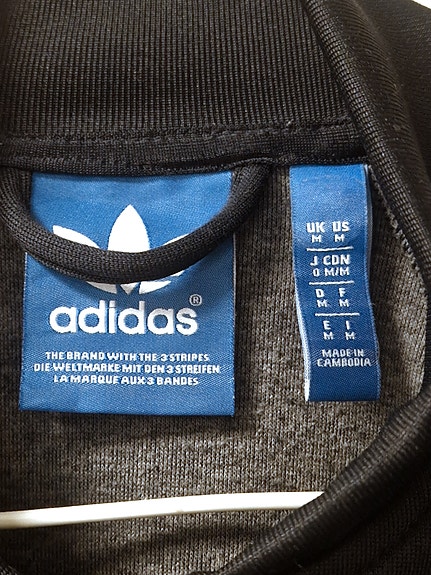 adidas®
THE BRAND WITH THE 3 STRIPES
DIE WELTMARKE MIT DEN 3 STREIFEN
LA MARQUE AUX 3 BANDES
UK US
M M
J CDN
O M/M
D F
M M
E I
M M
MADE IN
CAMBODIA